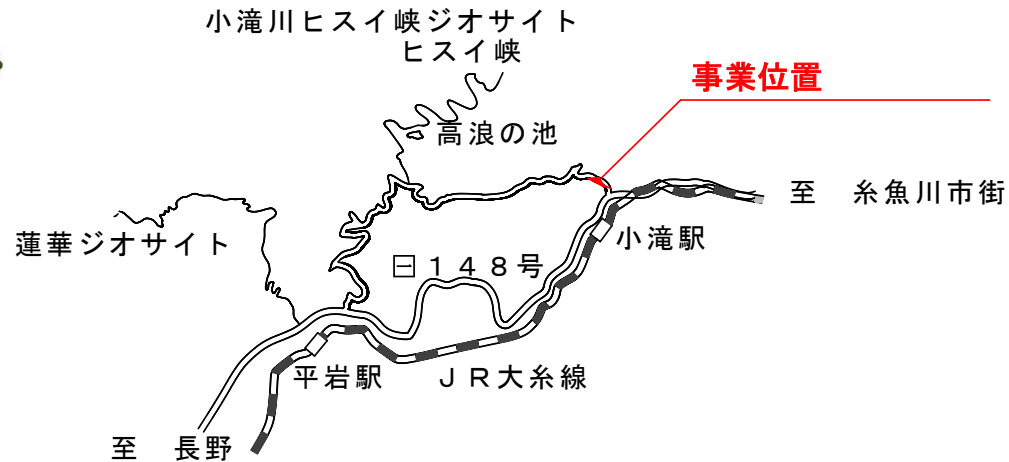 小滝川ヒスイ峡ジオサイト
ヒスイ峡
事業位置
高浪の池
至　糸魚川市街
蓮華ジオサイト
小滝駅
㊐１４８号
平岩駅
ＪＲ大糸線
至　長野